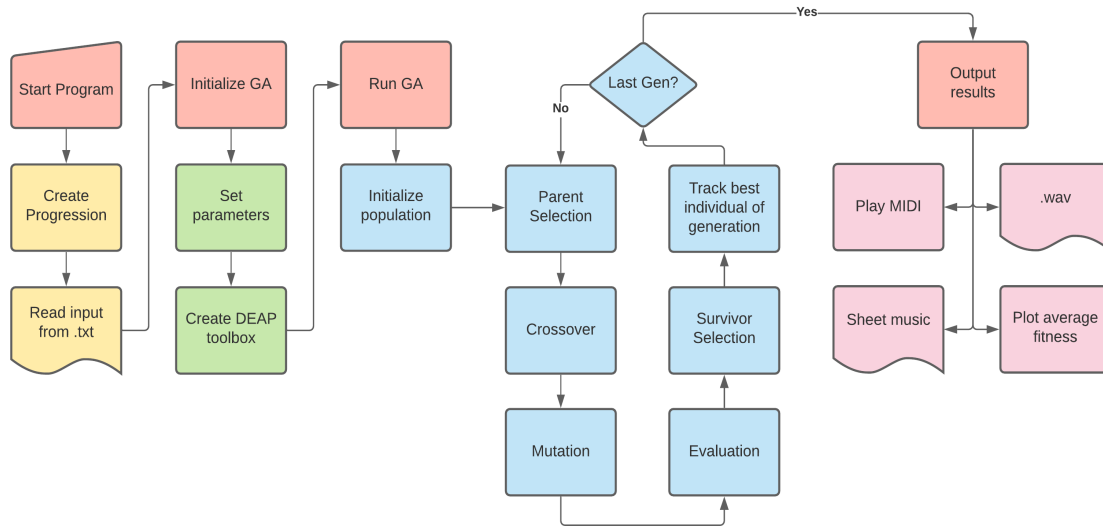 Yes
Start Program
Initialize GA
Run GA
Last Gen?
Output
results
No
Create
Progression
Set
parameters
Initialize
population
Parent
Selection
Track best
individual of
generation
Play MIDI
.wav
Read input
from .txt
Create DEAP
toolbox
Crossover
Survivor
Selection
Sheet music
Plot average
fitness
Mutation
Evaluation